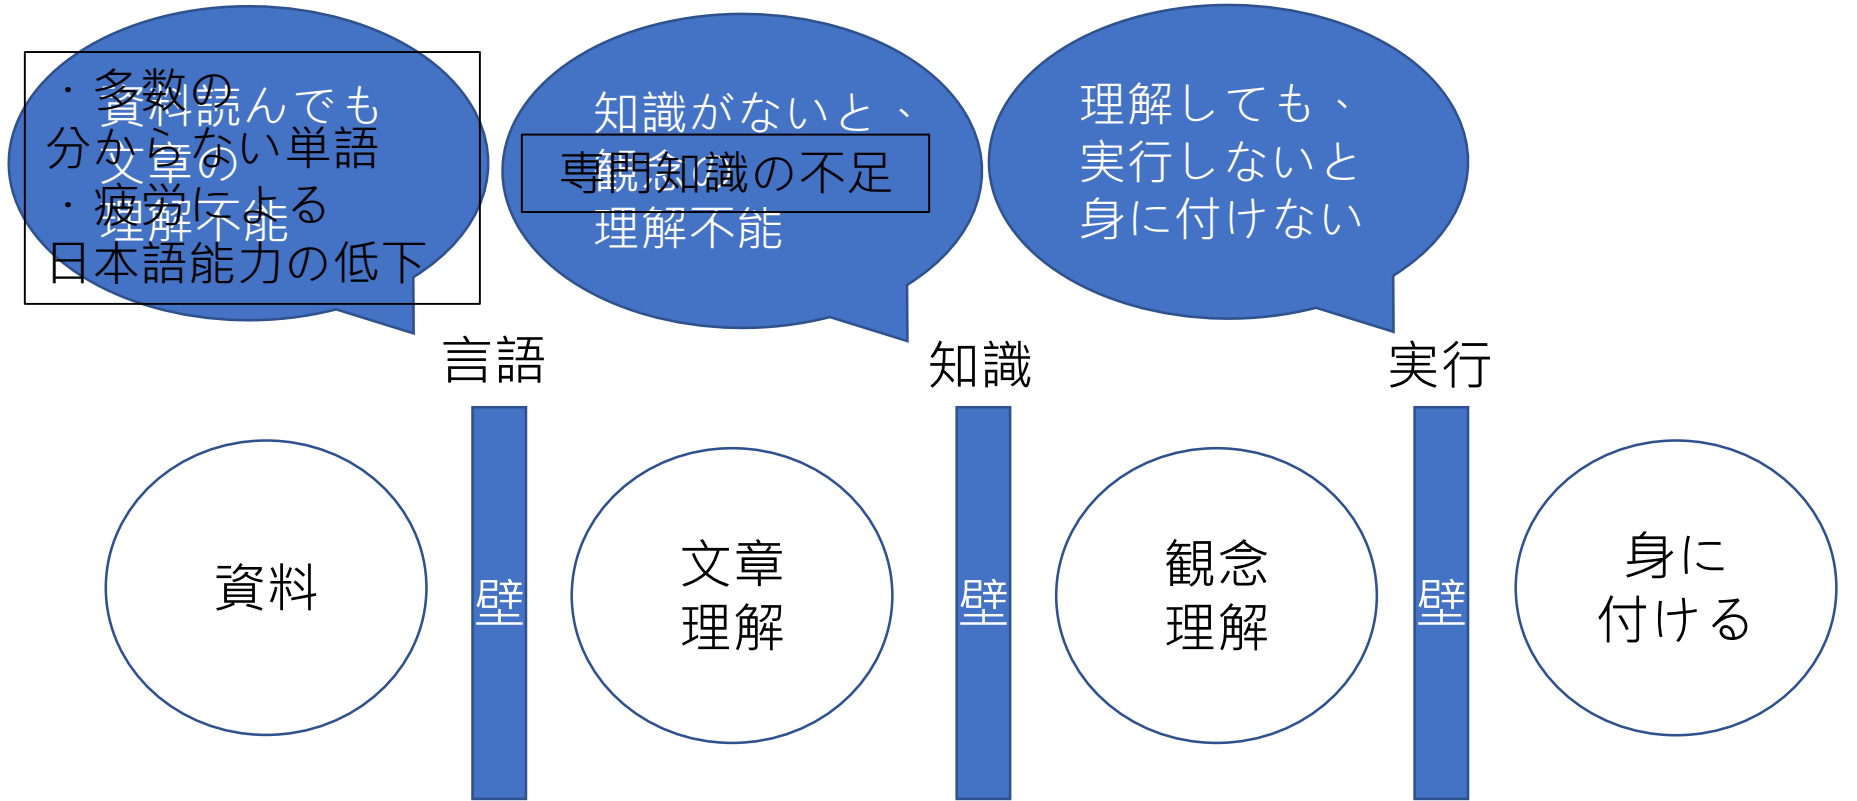 資料読んでも
文章の
理解不能
・多数の
分からない単語
・疲労による
日本語能力の低下
知識がないと、
観念の
理解不能
専門知識の不足
理解しても、
実行しないと
身に付けない
言語
知識
実行
資料
壁
文章
理解
壁
観念
理解
壁
身に
付ける